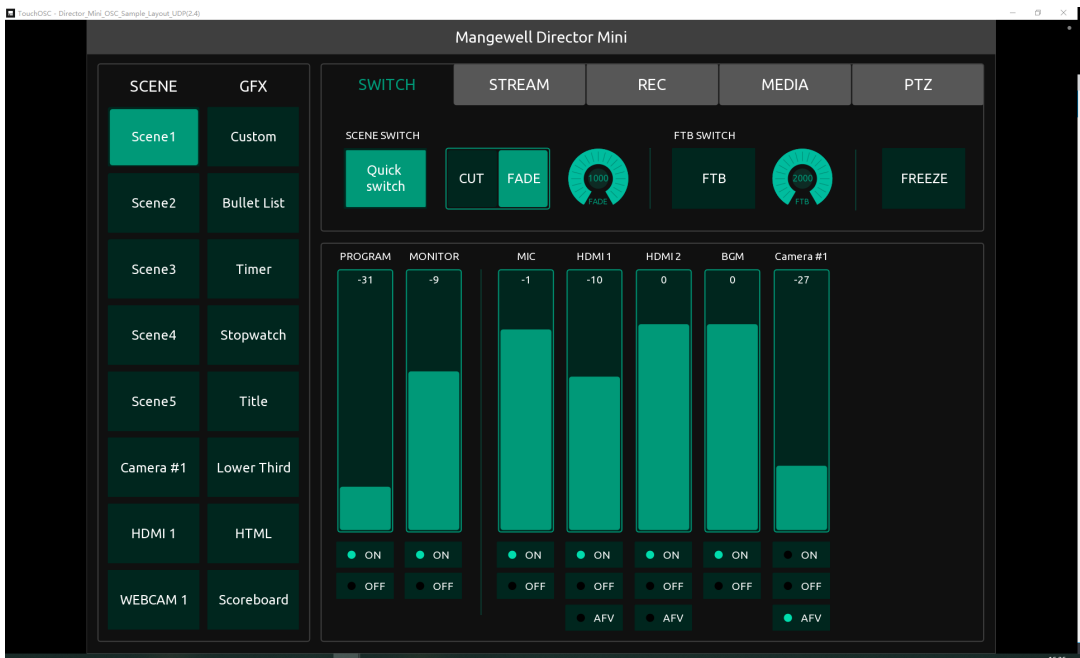 TouchOSC - Director_Mini_OSC_Sample_Layout_UDP(2.4)
Mangewell Director Mini
SCENE GFX
Scene1 Custom
Scene2 Bullet List
Scene3 Timer
Scene4 Stopwatch
Scene5 Title
Camera #1 Lower Third
HDMI 1 HTML
WEBCAM 1 Scoreboard
SWITCH STREAM REC MEDIA PTZ
SCENE SWITCH FTB SWITCH
Quick
switch
CUT FADE 1000 FTB 2000 FREEZE
FADE FTB
PROGRAM MONITOR MIC HDMI 1 HDMI 2 BGM Camera #1
-31 -9 -1 -10 0 0 -27
ON ON ON ON ON ON ON
OFF OFF OFF OFF OFF OFF OFF
AFV AFV AFV